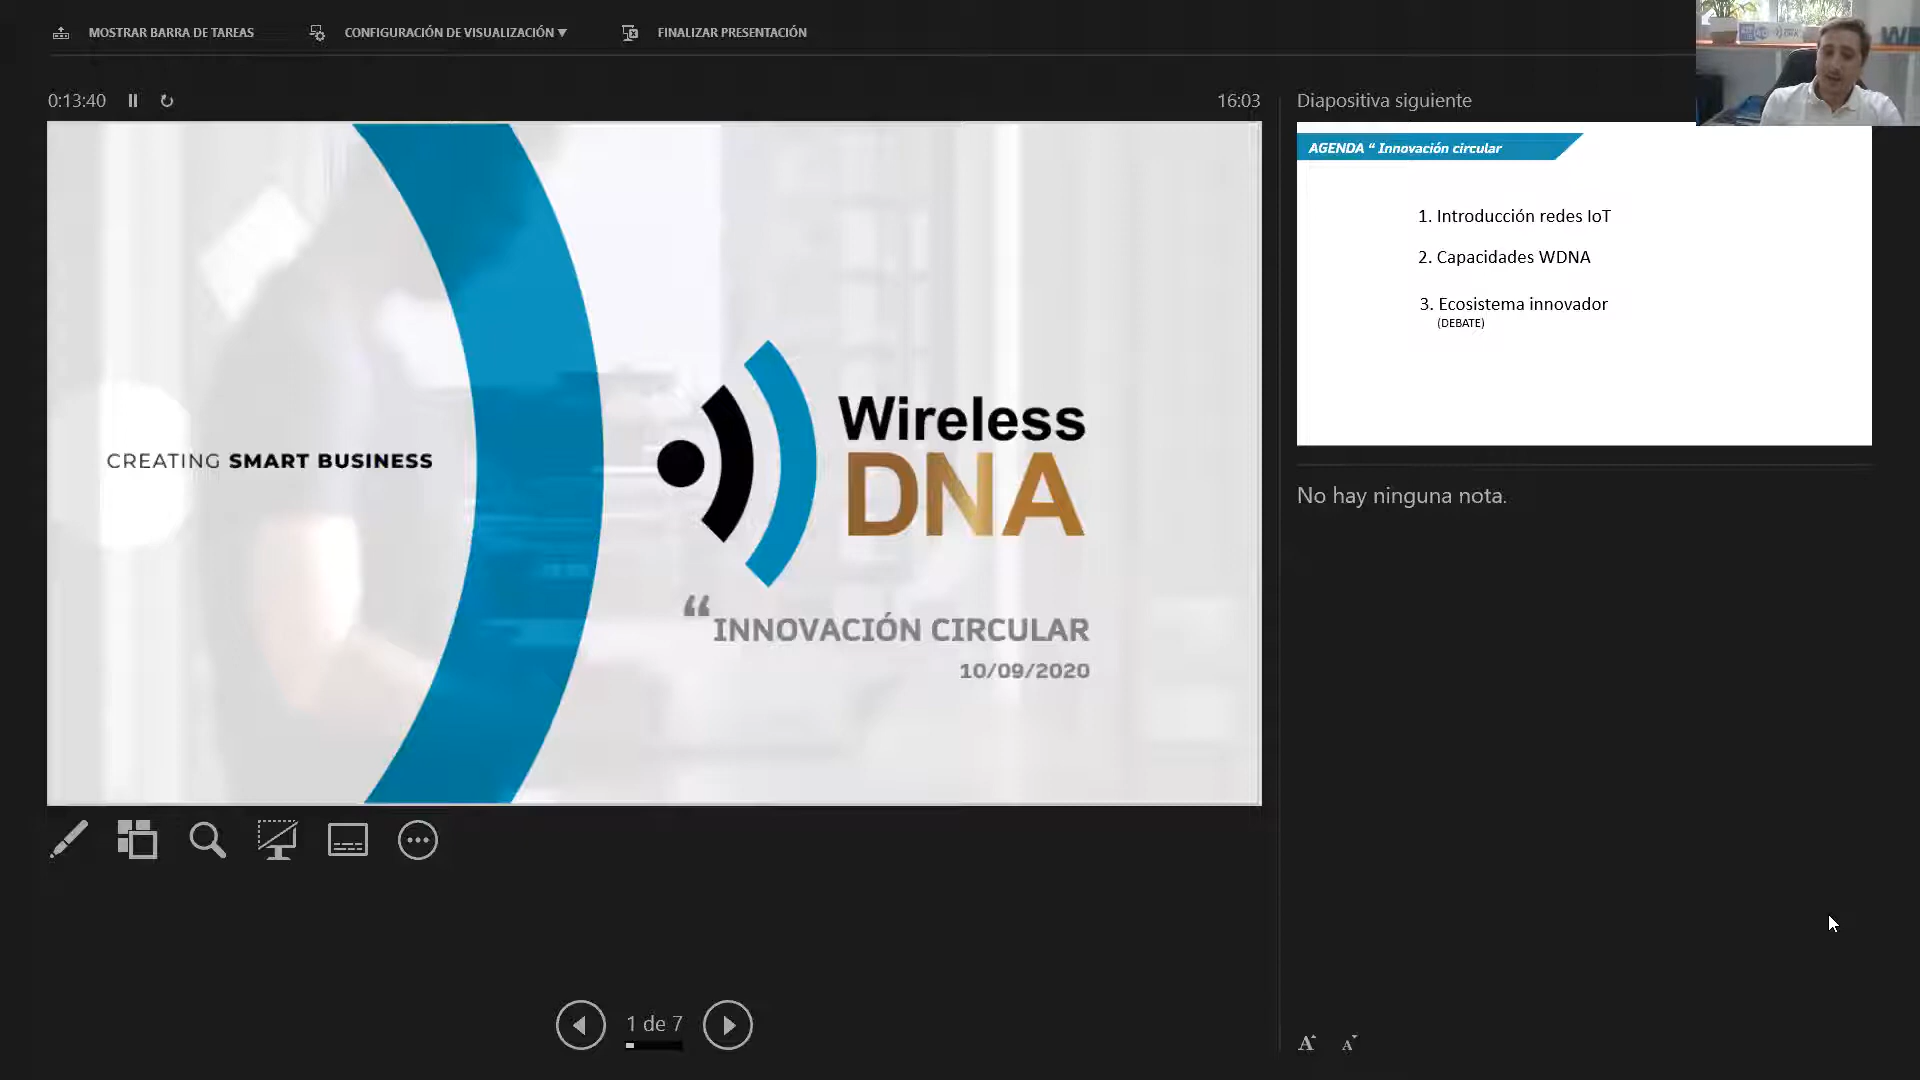 MOSTRAR BARRA DE TAREAS
CONFIGURACIÓN DE VISUALIZACIÓN ▼
FINALIZAR PRESENTACIÓN
0:13:40
16:03
CREATING SMART BUSINESS
Wireless
DNA
“INNOVACIÓN CIRCULAR
10/09/2020
1 de 7
Diapositiva siguiente
AGENDA “ Innovación circular
1. Introducción redes IoT
2. Capacidades WDNA
3. Ecosistema innovador
(DEBATE)
No hay ninguna nota.
A A